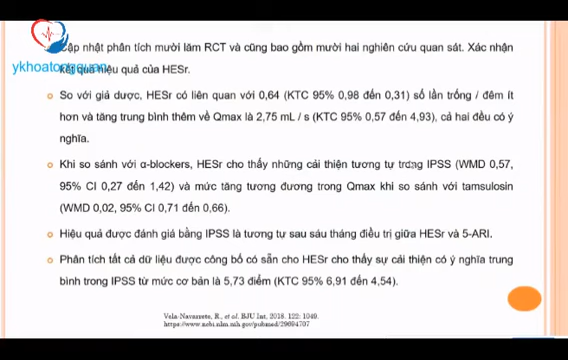 Cập nhật phân tích mười lăm RCT và cũng bao gồm mười hai nghiên cứu quan sát. Xác nhận
ykhoatongquan
kết quả hiệu quả của HESr.
So với giả dược, HESr có liên quan với 0,64 (KTC 95% 0,98 đến 0,31) số lần trống / đêm ít
hơn và tăng trung bình thêm về Qmax là 2,75 mL / s (KTC 95% 0,57 đến 4,93), cả hai đều có ý
nghĩa.
Khi so sánh với α-blockers, HESr cho thấy những cải thiện tương tự trong IPSS (WMD 0,57,
95% CI 0,27 đến 1,42) và mức tăng tương đương trong Qmax khi so sánh với tamsulosin
(WMD 0,02, 95% CI 0,71 đến 0,66).
Hiệu quả được đánh giá bằng IPSS là tương tự sau sáu tháng điều trị giữa HESr và 5-ARI.
Phân tích tất cả dữ liệu được công bố có sẵn cho HESr cho thấy sự cải thiện có ý nghĩa trung
bình trong IPSS từ mức cơ bản là 5,73 điểm (KTC 95% 6,91 đến 4,54).
Vela-Navarrete, R., et al. BJU Int, 2018. 122: 1049.
https://www.ncbi.nlm.nih.gov/pubmed/29694707